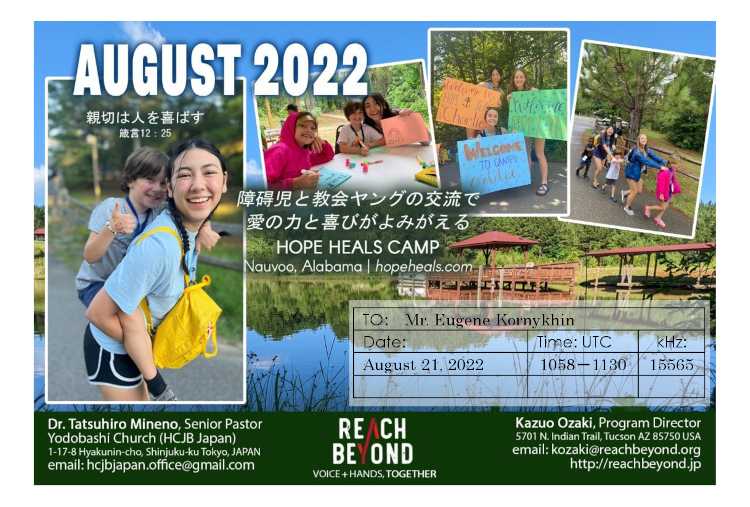 AUGUST 2022
親切は人を喜ばす
箴言12：25
WELCOME
TO CAMP!
障碍児と教会ヤングの交流で
愛の力と喜びがよみがえる
HOPE HEALS CAMP
Nauvoo, Alabama | hopeheals.com
TO: Mr. Eugene Kornykhin
Date: Time: UTC kHz:
August 21, 2022 1058－1130 15565
Dr. Tatsuhiro Mineno, Senior Pastor
Yodobashi Church (HCJB Japan)
1-17-8 Hyakunin-cho, Shinjuku-ku Tokyo, JAPAN
email: hcjbjapan.office@gmail.com
REACH
BEYOND
VOICE + HANDS, TOGETHER
Kazuo Ozaki, Program Director
5701 N. Indian Trail, Tucson AZ 85750 USA
email: kozaki@reachbeyond.org
http://reachbeyond.jp